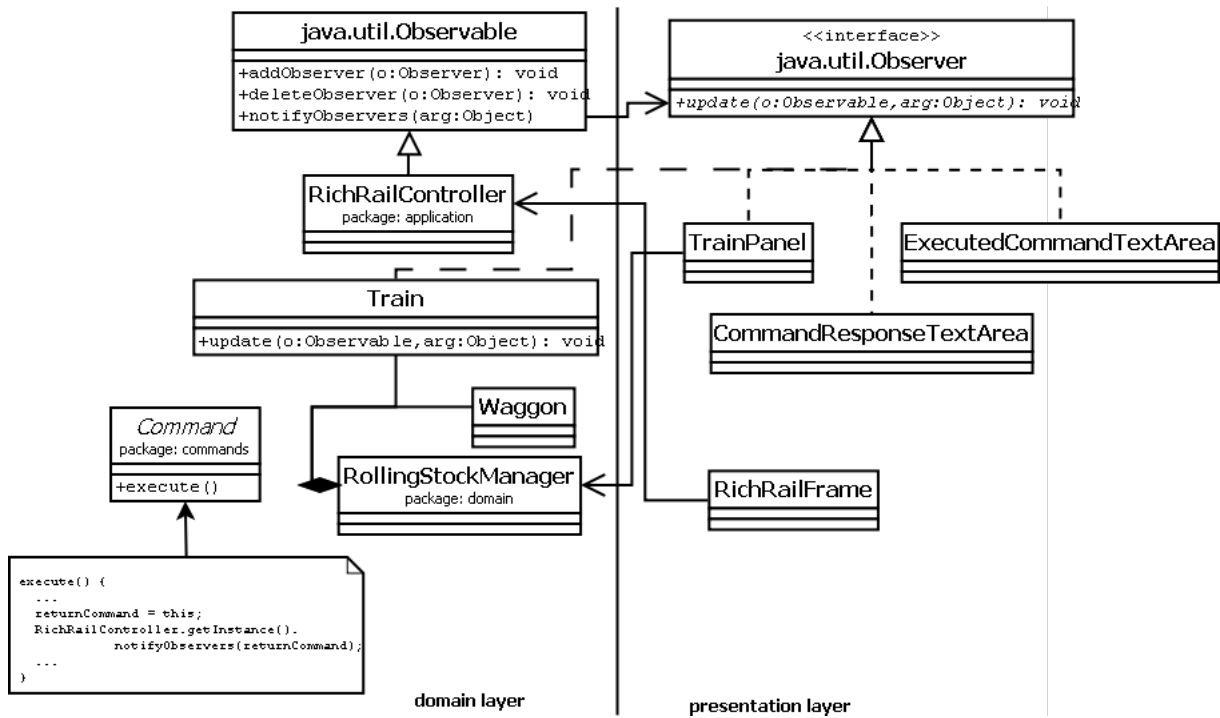 java.util.Observable
+addObserver(o:Observer): void
+deleteObserver(o:Observer): void
+notifyObservers(arg:Object)
<<interface>>
java.util.Observer
+update(o:Observable,arg:Object): void
RichRailController
package: application
TrainPanel
ExecutedCommandTextArea
Train
+update(o:Observable,arg:Object): void
CommandResponseTextArea
Waggon
Command
package: commands
+execute()
RollingStockManager
package: domain
RichRailFrame
execute() {
...
returnCommand = this;
RichRailController.getInstance().
notifyObservers(returnCommand);
...
}
domain layer
presentation layer